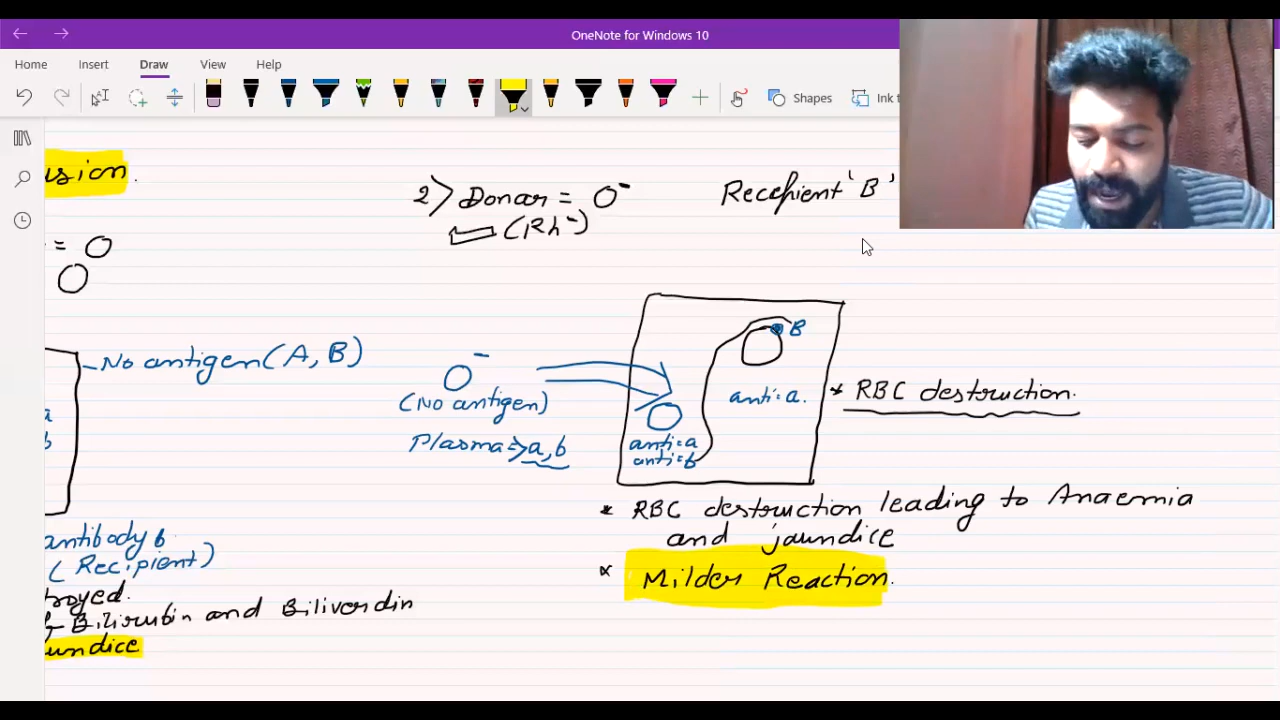 OneNote for Windows 10
Home Insert Draw View Help
Shapes
Ink t
usion.
2) Donar = O⁻
(Rh⁻)
Recepient 'B'
= O
O
No antigen (A, B)
O⁻
(No antigen)
Plasma => a, b
B
anti-a.
anti-a
anti-b
* RBC destruction.
a
b
* RBC destruction leading to Anaemia
and jaundice
* Milder Reaction.
antibody b
(Recipient)
royed.
Bilirubin and Biliverdin
undice